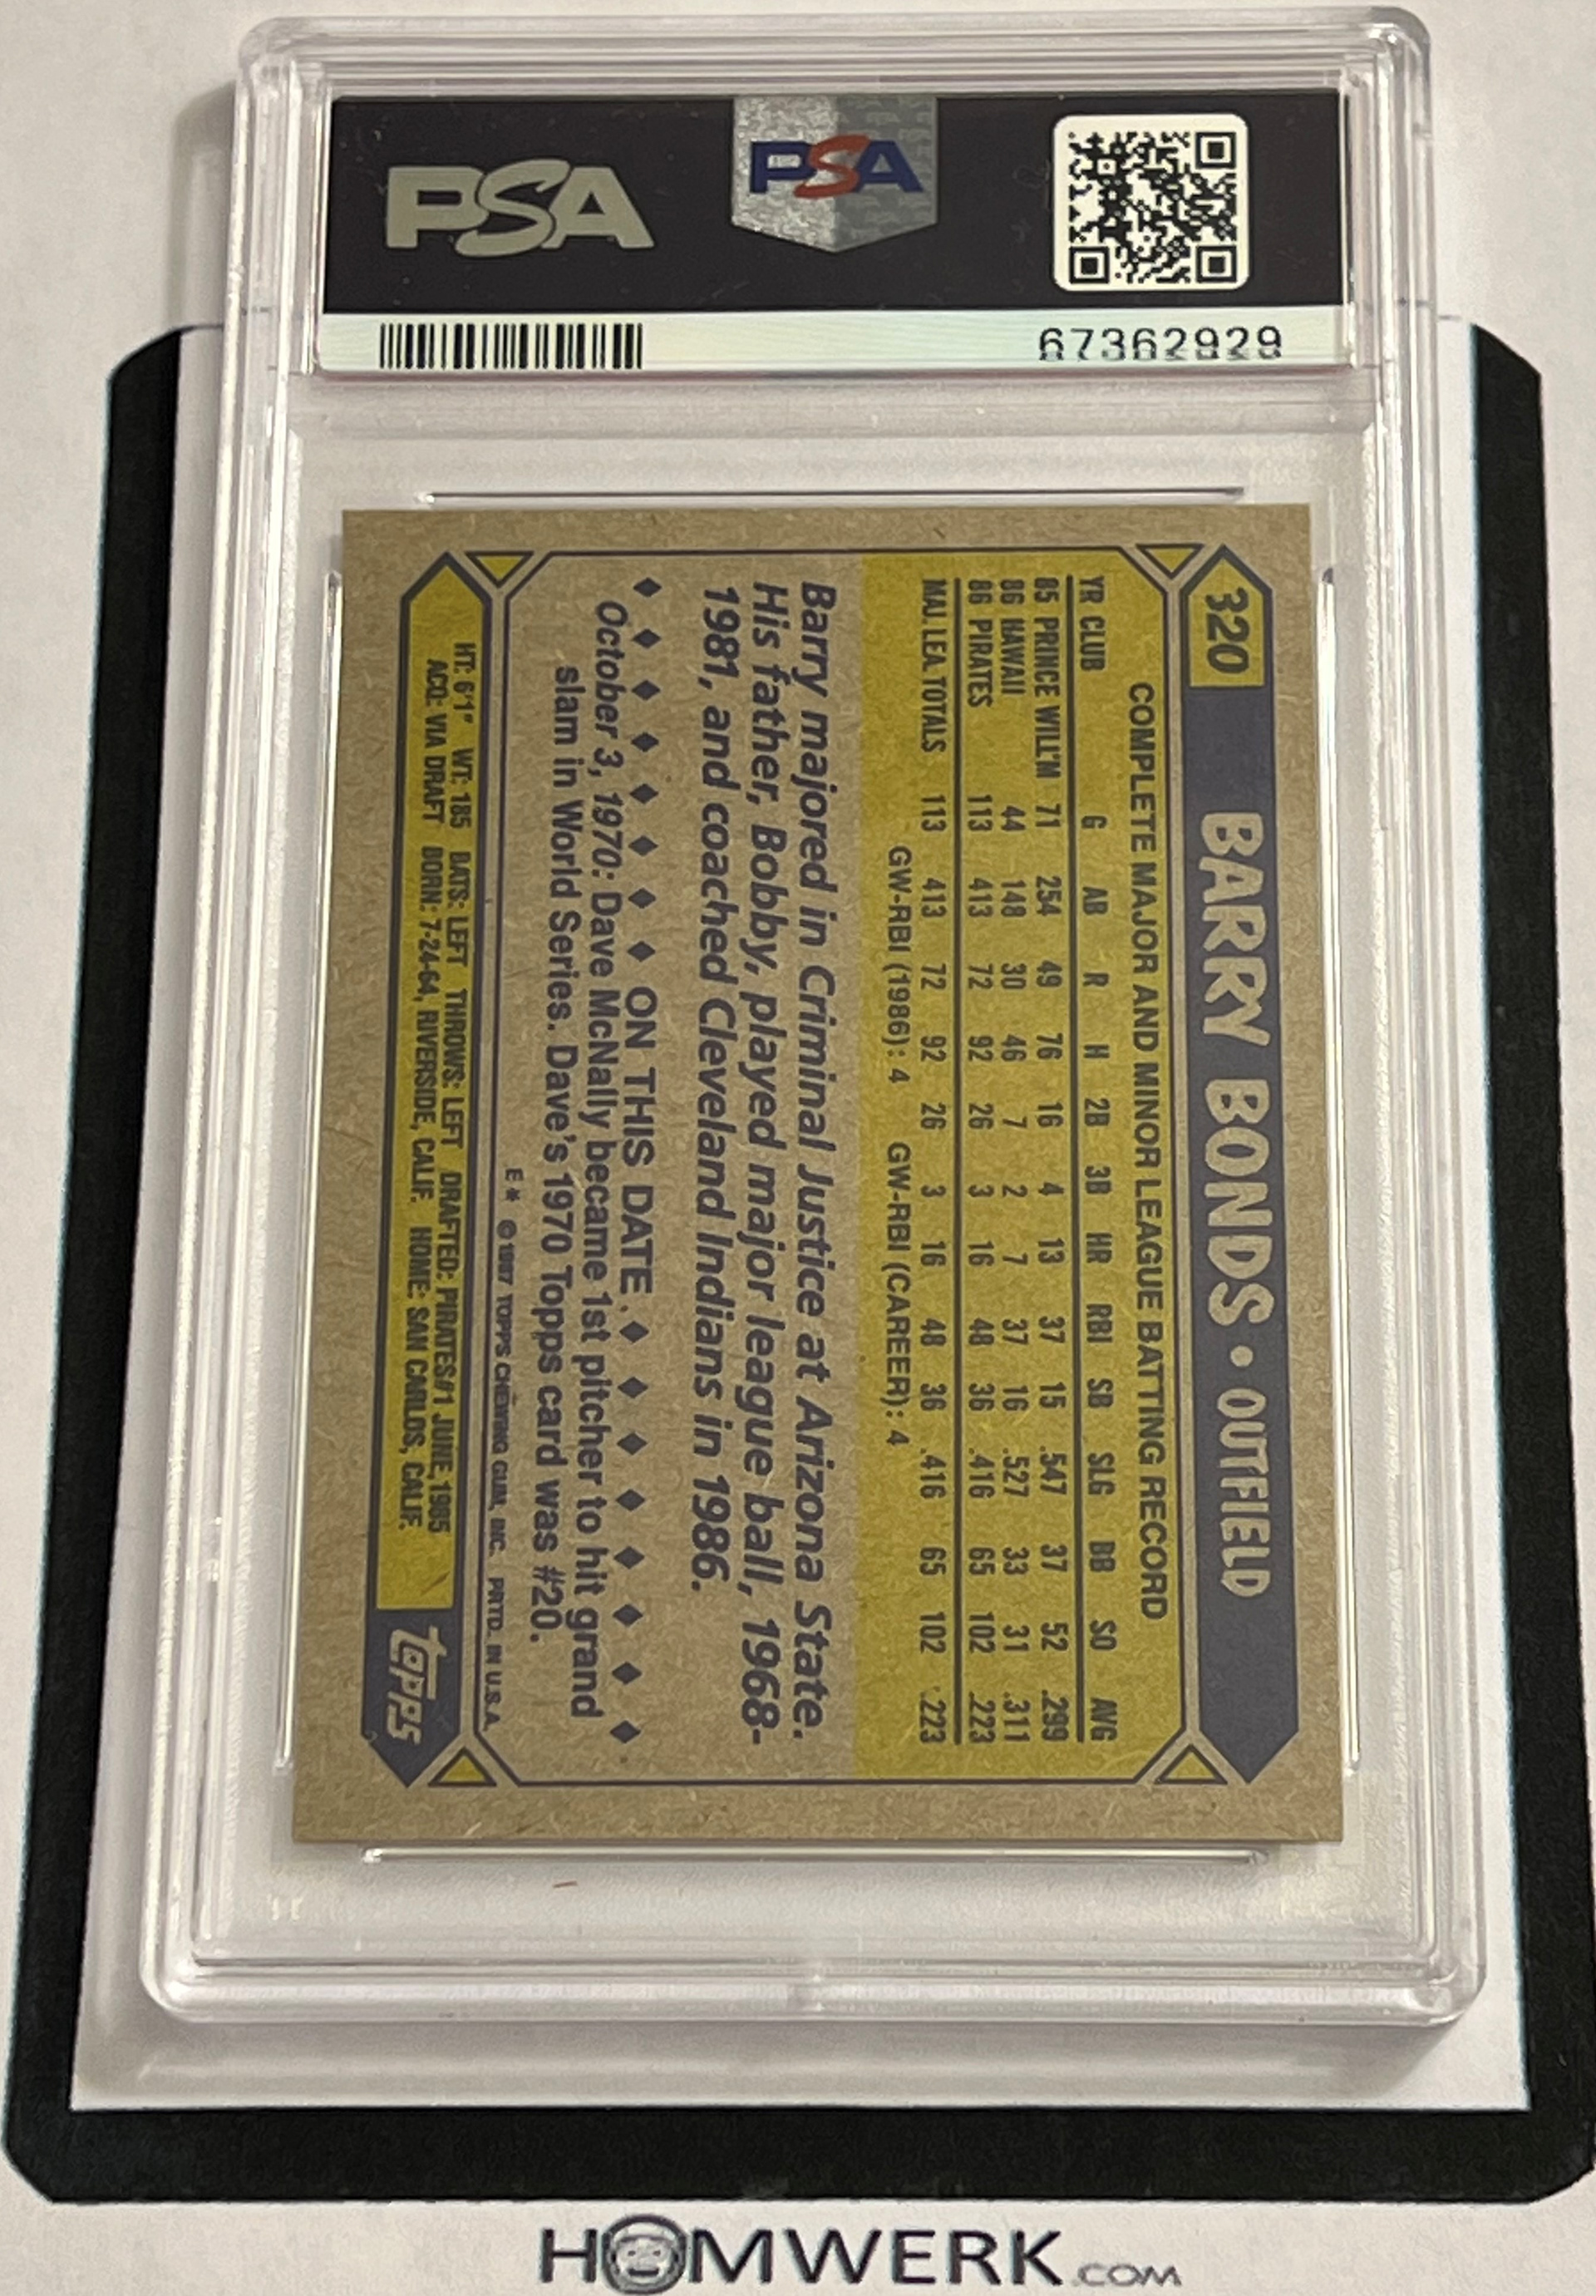 PSA
PSA
67362929
320 BARRY BONDS • OUTFIELD
COMPLETE MAJOR AND MINOR LEAGUE BATTING RECORD
YR CLUB G AB R H 2B 3B HR RBI SB SLG BB SO AVG
85 PRINCE WILL'M 71 254 49 76 16 4 13 37 15 .547 37 52 .299
86 HAWAII 44 148 30 46 7 2 7 37 16 .527 33 31 .311
86 PIRATES 113 413 72 92 26 3 16 48 36 .416 65 102 .223
MAJ. LEA. TOTALS 113 413 72 92 26 3 16 48 36 .416 65 102 .223
GW-RBI (1986): 4 GW-RBI (CAREER): 4
Barry majored in Criminal Justice at Arizona State.
His father, Bobby, played major league ball, 1968-
1981, and coached Cleveland Indians in 1986.
♦ ♦ ♦ ♦ ♦ ♦ ♦ ♦ ON THIS DATE ♦ ♦ ♦ ♦ ♦ ♦ ♦ ♦
October 3, 1970: Dave McNally became 1st pitcher to hit grand
slam in World Series. Dave's 1970 Topps card was #20.
E* © 1987 TOPPS CHEWING GUM, INC. PRTD. IN U.S.A.
HT: 6'1" WT: 185 BATS: LEFT THROWS: LEFT DRAFTED: PIRATES#1 JUNE, 1985
ACQ: VIA DRAFT BORN: 7-24-64, RIVERSIDE, CALIF. HOME: SAN CARLOS, CALIF.
topps
HOMWERK.COM